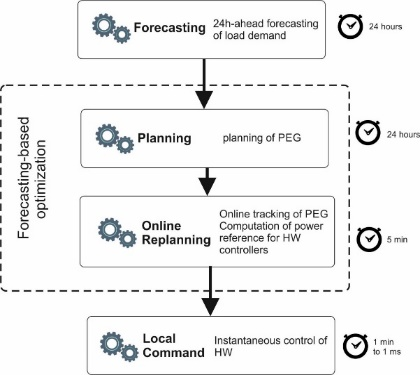 Forecasting
24h-ahead forecasting
of load demand
24 hours
Forecasting-based
optimization
Planning
planning of PEG
24 hours
Online
Replanning
Online tracking of PEG
Computation of power
reference for HW
controllers
5 min
Local
Command
Instantaneous control of
HW
1 min
to 1 ms